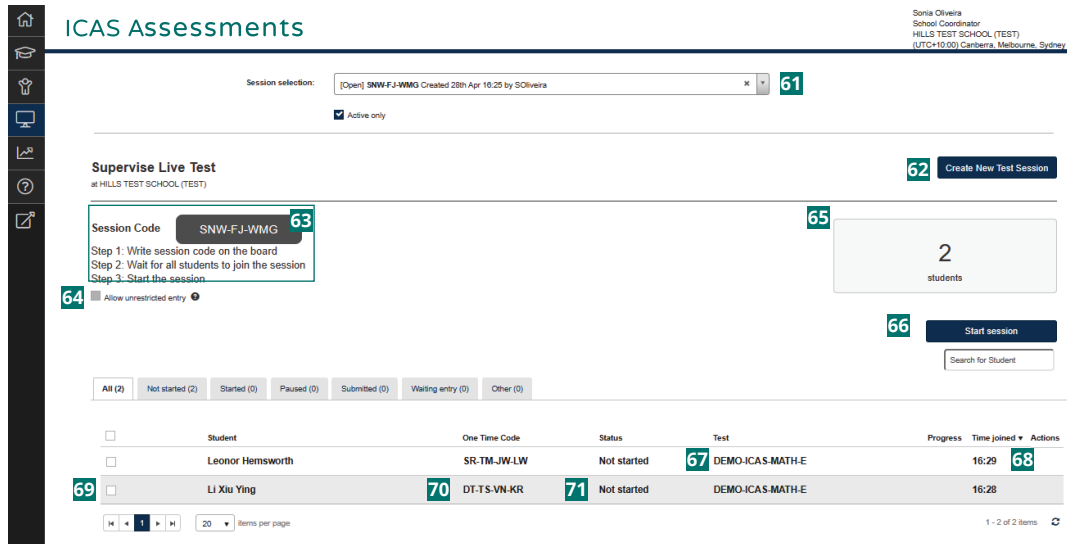 ICAS Assessments
Sonia Oliveira
School Coordinator
HILLS TEST SCHOOL (TEST)
(UTC+10:00) Canberra, Melbourne, Sydney
Session selection:
[Open] SNW-FJ-WMG Created 28th Apr 16:25 by SOliveira
61
Active only
Supervise Live Test
at HILLS TEST SCHOOL (TEST)
62
Create New Test Session
Session Code
SNW-FJ-WMG
63
Step 1: Write session code on the board
Step 2: Wait for all students to join the session
Step 3: Start the session
64
Allow unrestricted entry
65
2
students
66
Start session
Search for Student
All (2) Not started (2) Started (0) Paused (0) Submitted (0) Waiting entry (0) Other (0)
Student One Time Code Status Test Progress Time joined Actions
Leonor Hemsworth SR-TM-JW-LW Not started 67 DEMO-ICAS-MATH-E 16:29 68
69 Li Xiu Ying 70 DT-TS-VN-KR 71 Not started DEMO-ICAS-MATH-E 16:28
1 20 items per page 1 - 2 of 2 items